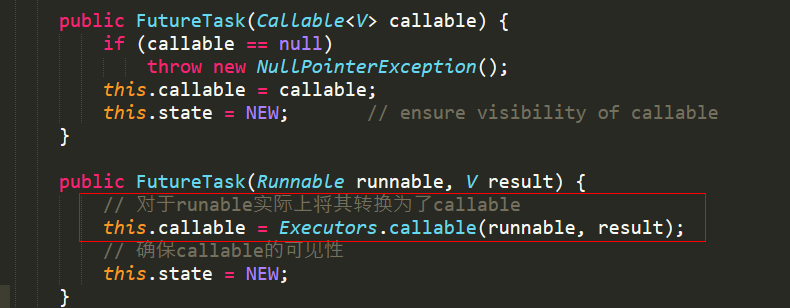 public FutureTask(Callable<V> callable) {
if (callable == null)
throw new NullPointerException();
this.callable = callable;
this.state = NEW;       // ensure visibility of callable
}
public FutureTask(Runnable runnable, V result) {
// 对于runable实际上将其转换为了callable
this.callable = Executors.callable(runnable, result);
// 确保callable的可见性
this.state = NEW;
}